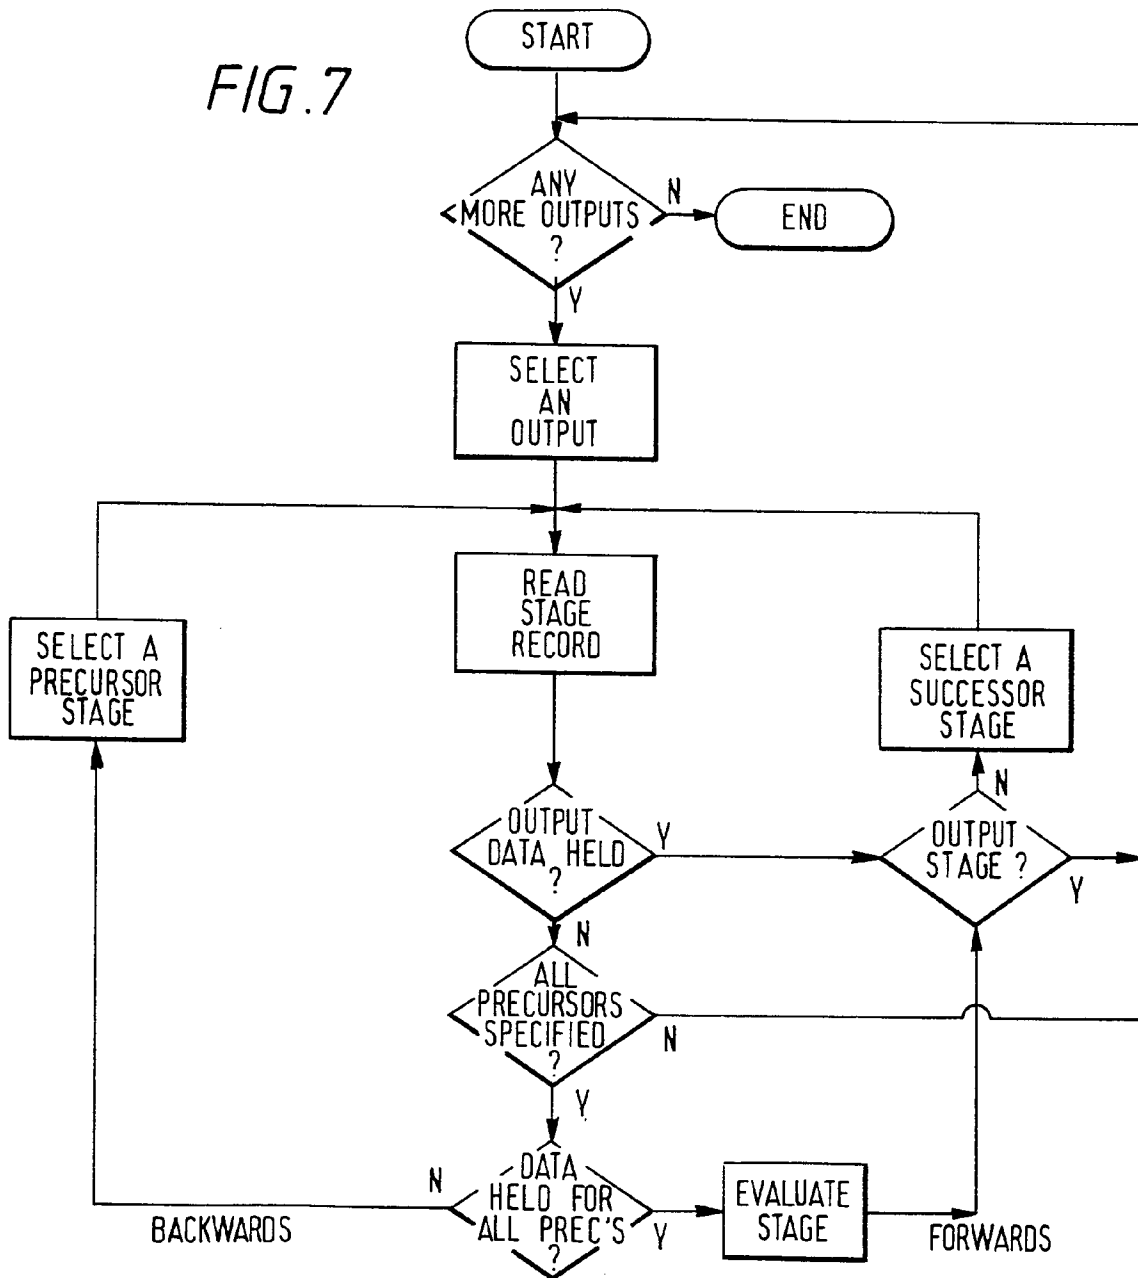 START
FIG.7
ANY
MORE OUTPUTS
?
N
END
Y
SELECT
AN
OUTPUT
READ
STAGE
RECORD
SELECT A
PRECURSOR
STAGE
SELECT A
SUCCESSOR
STAGE
N
OUTPUT
DATA HELD
?
Y
OUTPUT
STAGE ?
Y
N
ALL
PRECURSORS
SPECIFIED
?
N
Y
N
DATA
HELD FOR
ALL PREC'S
?
Y
EVALUATE
STAGE
BACKWARDS
FORWARDS